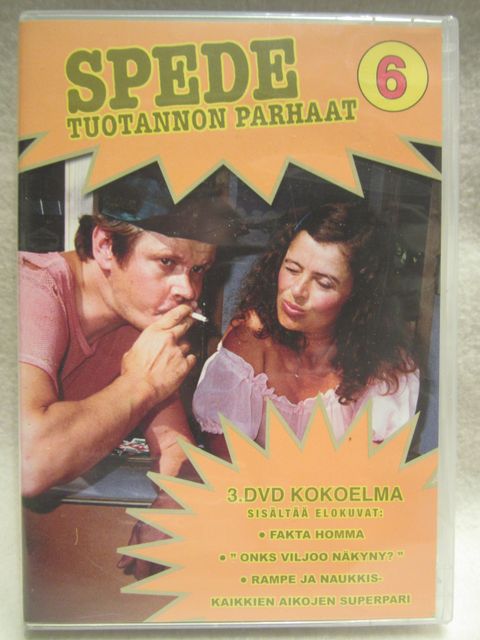 SPEDE
TUOTANNON PARHAAT
6
3.DVD KOKOELMA
SISÄLTÄÄ ELOKUVAT:
• FAKTA HOMMA
• " ONKS VILJOO NÄKYNY? "
• RAMPE JA NAUKKIS-
KAIKKIEN AIKOJEN SUPERPARI